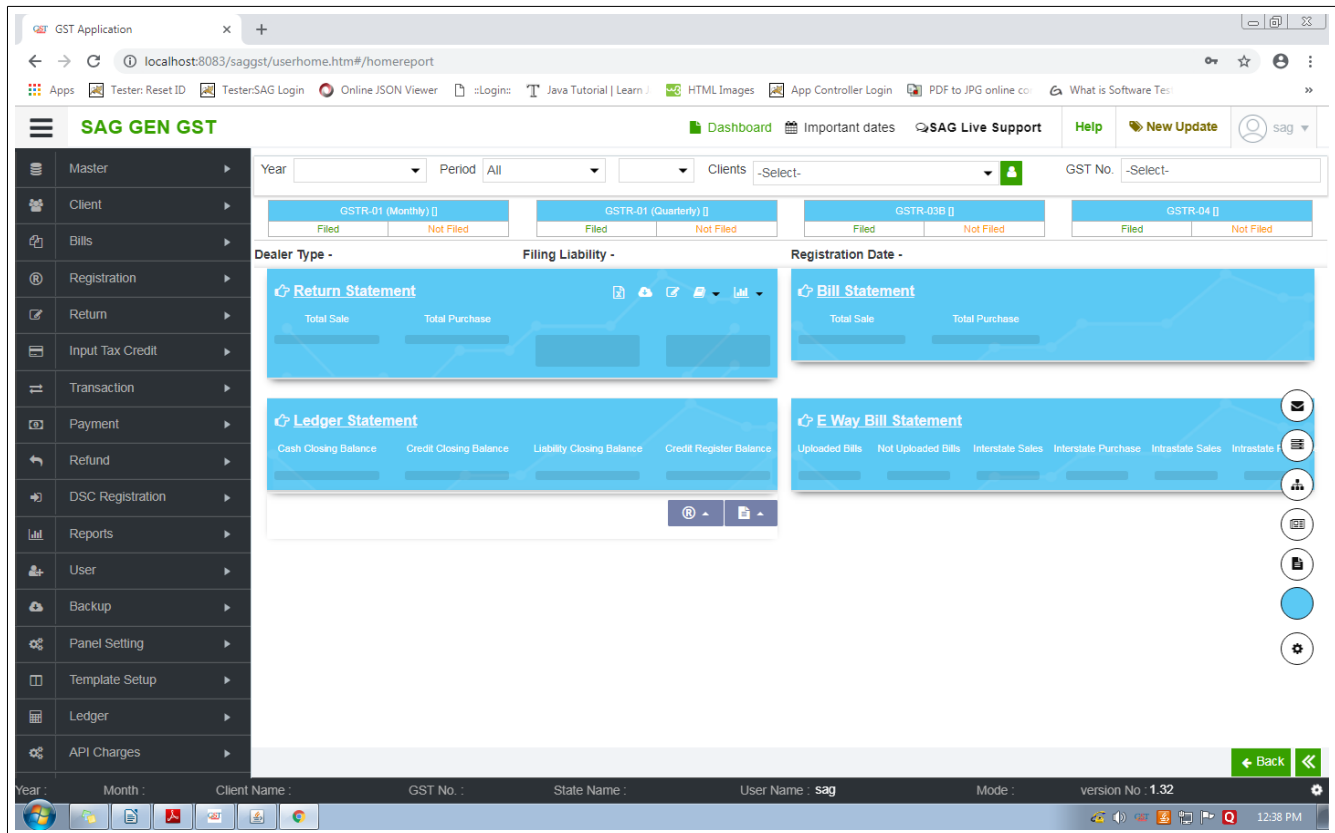 GST Application
localhost:8083/saggst/userhome.htm#/homereport
Apps Tester: Reset ID Tester:SAG Login Online JSON Viewer ::Login:: Java Tutorial | Learn J HTML Images App Controller Login PDF to JPG online co What is Software Tes
SAG GEN GST Dashboard Important dates SAG Live Support Help New Update sag
Master
Client
Bills
Registration
Return
Input Tax Credit
Transaction
Payment
Refund
DSC Registration
Reports
User
Backup
Panel Setting
Template Setup
Ledger
API Charges
Year Period All Clients -Select- GST No. -Select-
GSTR-01 (Monthly) [] GSTR-01 (Quarterly) [] GSTR-03B [] GSTR-04 []
Filed Not Filed Filed Not Filed Filed Not Filed Filed Not Filed
Dealer Type - Filing Liability - Registration Date -
Return Statement
Total Sale Total Purchase
Bill Statement
Total Sale Total Purchase
Ledger Statement
Cash Closing Balance Credit Closing Balance Liability Closing Balance Credit Register Balance
E Way Bill Statement
Uploaded Bills Not Uploaded Bills Interstate Sales Interstate Purchase Intrastate Sales Intrastate
Back
Year : Month : Client Name : GST No. : State Name : User Name : sag Mode : version No : 1.32
12:38 PM